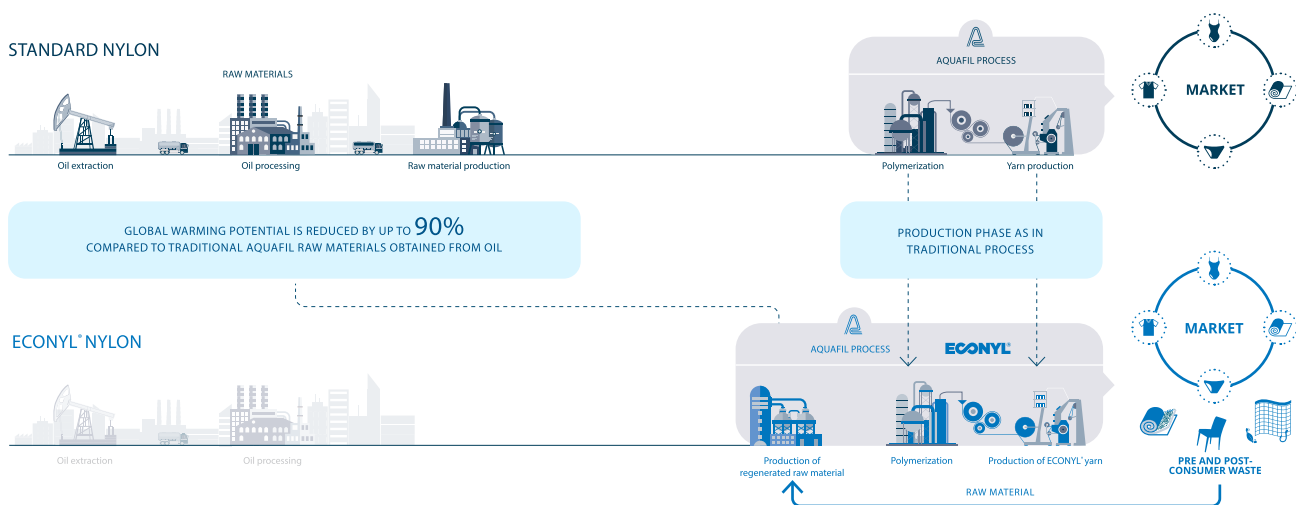 STANDARD NYLON
RAW MATERIALS
AQUAFIL PROCESS
MARKET
Oil extraction
Oil processing
Raw material production
Polymerization
Yarn production
GLOBAL WARMING POTENTIAL IS REDUCED BY UP TO 90%
COMPARED TO TRADITIONAL AQUAFIL RAW MATERIALS OBTAINED FROM OIL
PRODUCTION PHASE AS IN
TRADITIONAL PROCESS
ECONYL® NYLON
AQUAFIL PROCESS
ECONYL®
MARKET
Oil extraction
Oil processing
Production of
regenerated raw material
Polymerization
Production of ECONYL® yarn
PRE AND POST-
CONSUMER WASTE
RAW MATERIAL